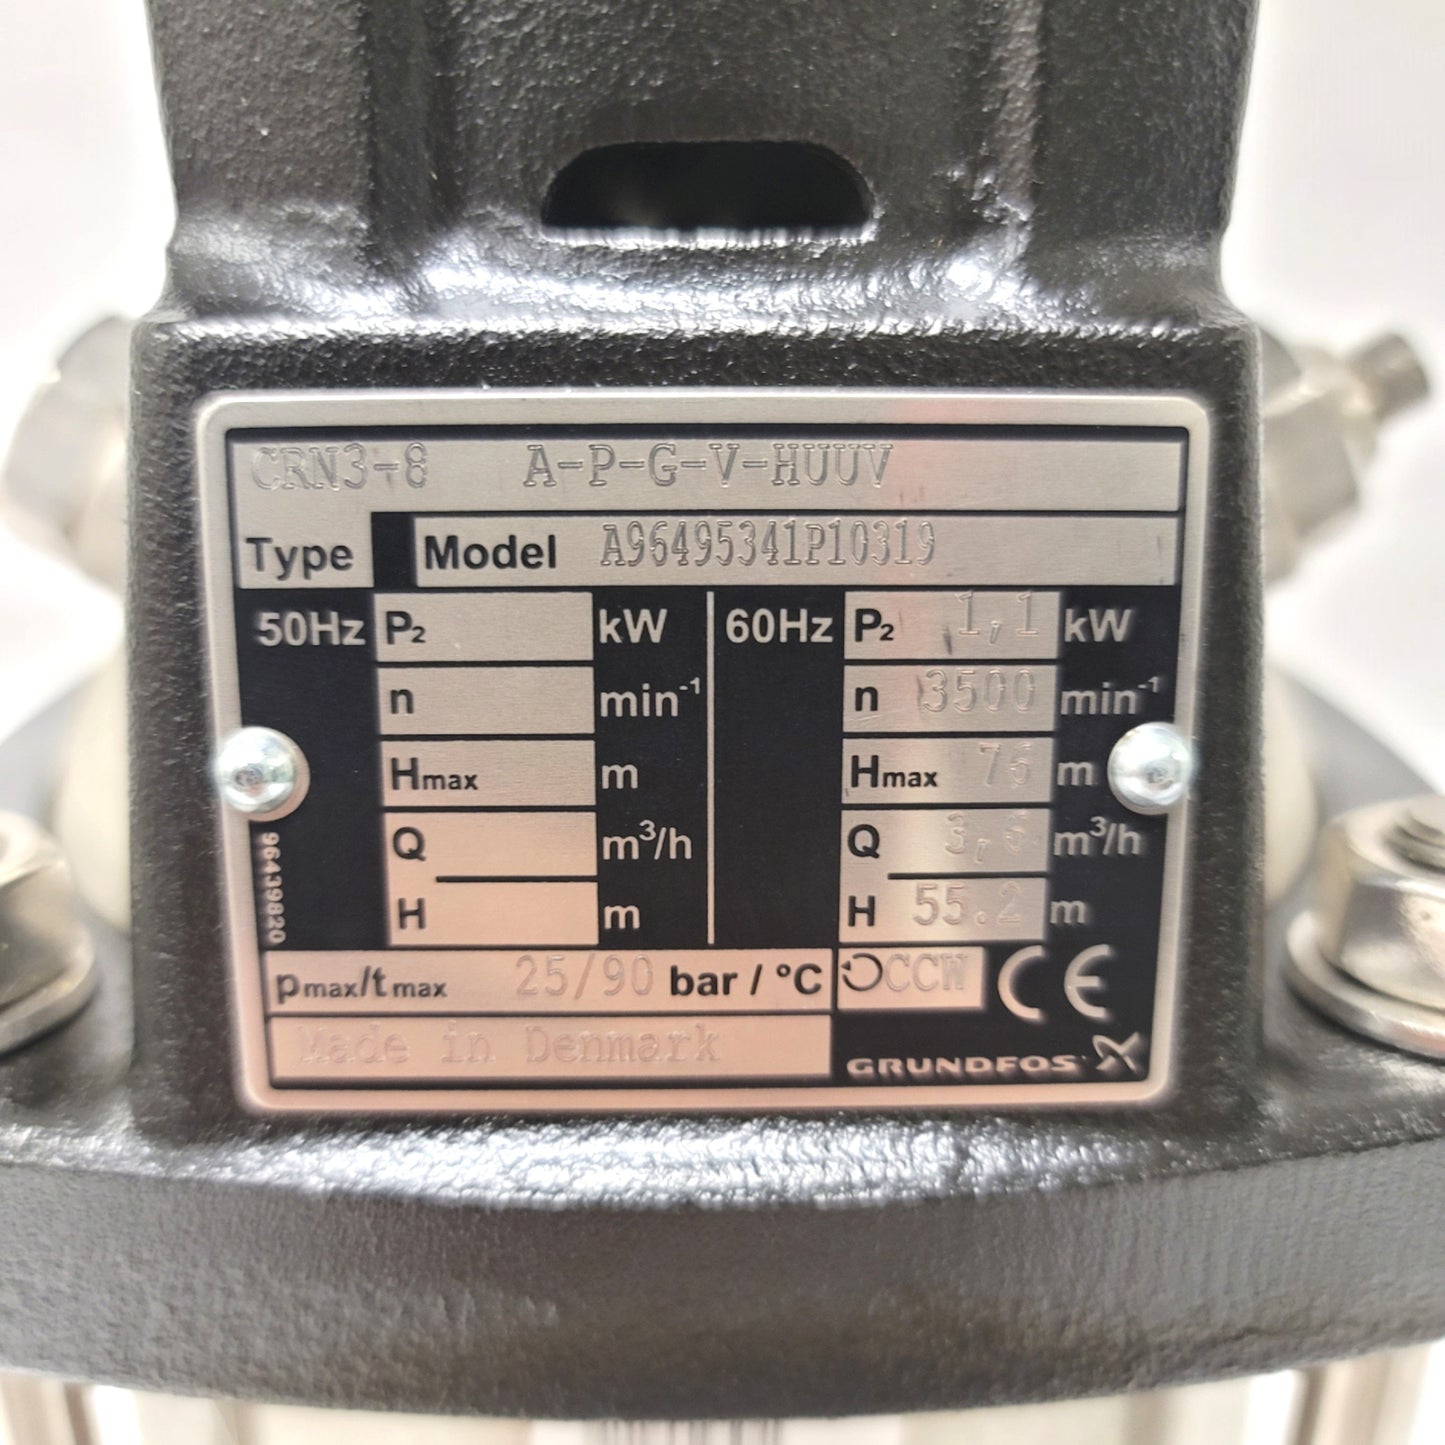 CRN3-8 A-P-G-V-HUUV
Type Model A96495341P10319
50Hz P2 kW 60Hz P2 1,1 kW
n min-1 n 3500 min-1
Hmax m Hmax 76 m
Q m3/h Q 3,6 m3/h
H m H 55.2 m
96439820
pmax/tmax 25/90 bar / °C CCW CE
Made in Denmark
GRUNDFOS